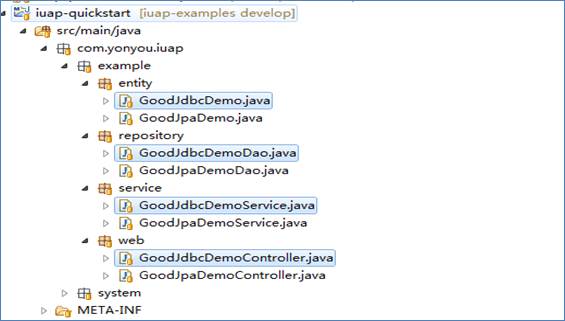 iuap-quickstart [iuap-examples develop]
src/main/java
com.yonyou.iuap
example
entity
GoodJdbcDemo.java
GoodJpaDemo.java
repository
GoodJdbcDemoDao.java
GoodJpaDemoDao.java
service
GoodJdbcDemoService.java
GoodJpaDemoService.java
web
GoodJdbcDemoController.java
GoodJpaDemoController.java
system
META-INF